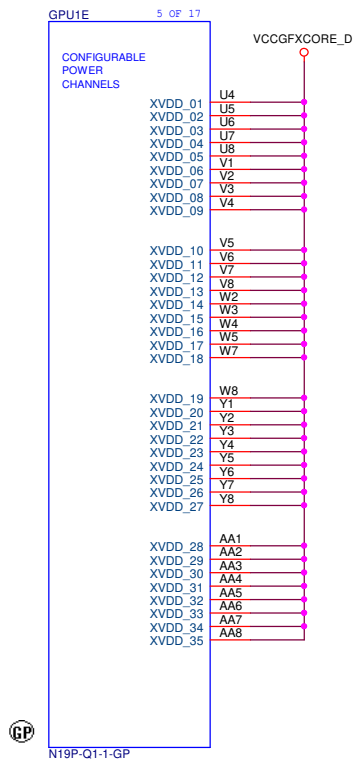 GPU1E 5 OF 17
VCCGFXCORE_D
CONFIGURABLE
POWER
CHANNELS
XVDD_01 U4
XVDD_02 U5
XVDD_03 U6
XVDD_04 U7
XVDD_05 U8
XVDD_06 V1
XVDD_07 V2
XVDD_08 V3
XVDD_09 V4
XVDD_10 V5
XVDD_11 V6
XVDD_12 V7
XVDD_13 V8
XVDD_14 W2
XVDD_15 W3
XVDD_16 W4
XVDD_17 W5
XVDD_18 W7
XVDD_19 W8
XVDD_20 Y1
XVDD_21 Y2
XVDD_22 Y3
XVDD_23 Y4
XVDD_24 Y5
XVDD_25 Y6
XVDD_26 Y7
XVDD_27 Y8
XVDD_28 AA1
XVDD_29 AA2
XVDD_30 AA3
XVDD_31 AA4
XVDD_32 AA5
XVDD_33 AA6
XVDD_34 AA7
XVDD_35 AA8
GP
N19P-Q1-1-GP